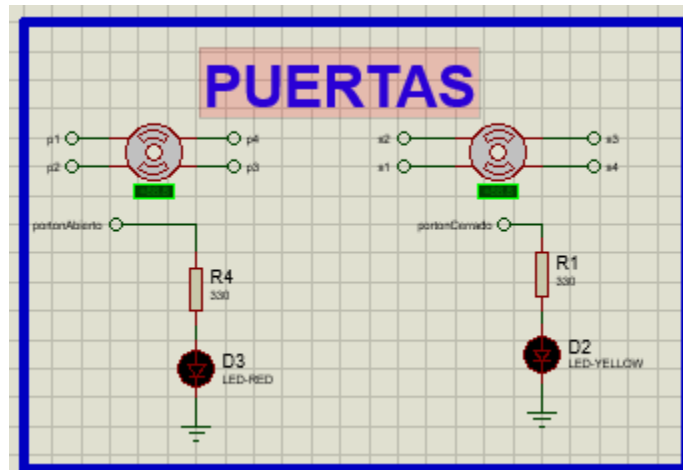 PUERTAS
p1
p4
p2
p3
s2
s3
s1
s4
portonAbierto
portonCerrado
R4
330
R1
330
D3
LED-RED
D2
LED-YELLOW